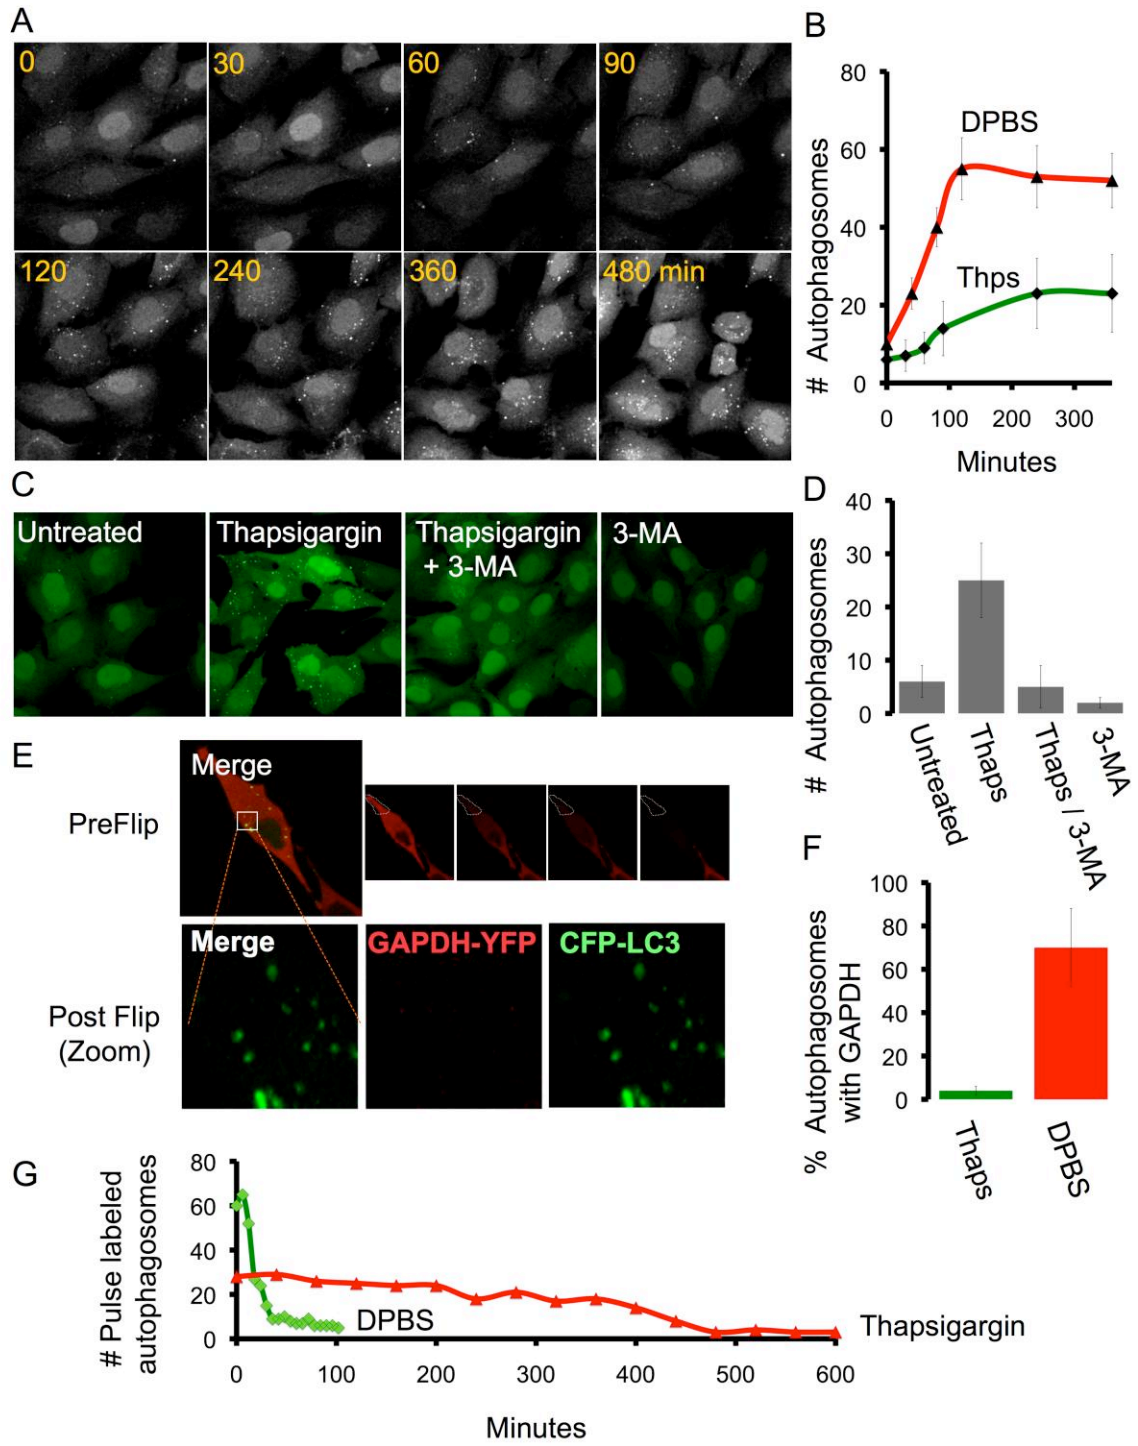 A
0
30
60
90
120
240
360
480 min
B
# Autophagosomes
80
60
40
20
0
DPBS
Thps
0
100
200
300
Minutes
C
Untreated
Thapsigargin
Thapsigargin
+ 3-MA
3-MA
D
# Autophagosomes
40
30
20
10
0
Untreated
Thaps
Thaps / 3-MA
3-MA
E
PreFlip
Merge
Post Flip
(Zoom)
Merge
GAPDH-YFP
CFP-LC3
F
% Autophagosomes
with GAPDH
100
80
60
40
20
0
Thaps
DPBS
G
# Pulse labeled
autophagosomes
80
60
40
20
0
DPBS
Thapsigargin
0
100
200
300
400
500
600
Minutes